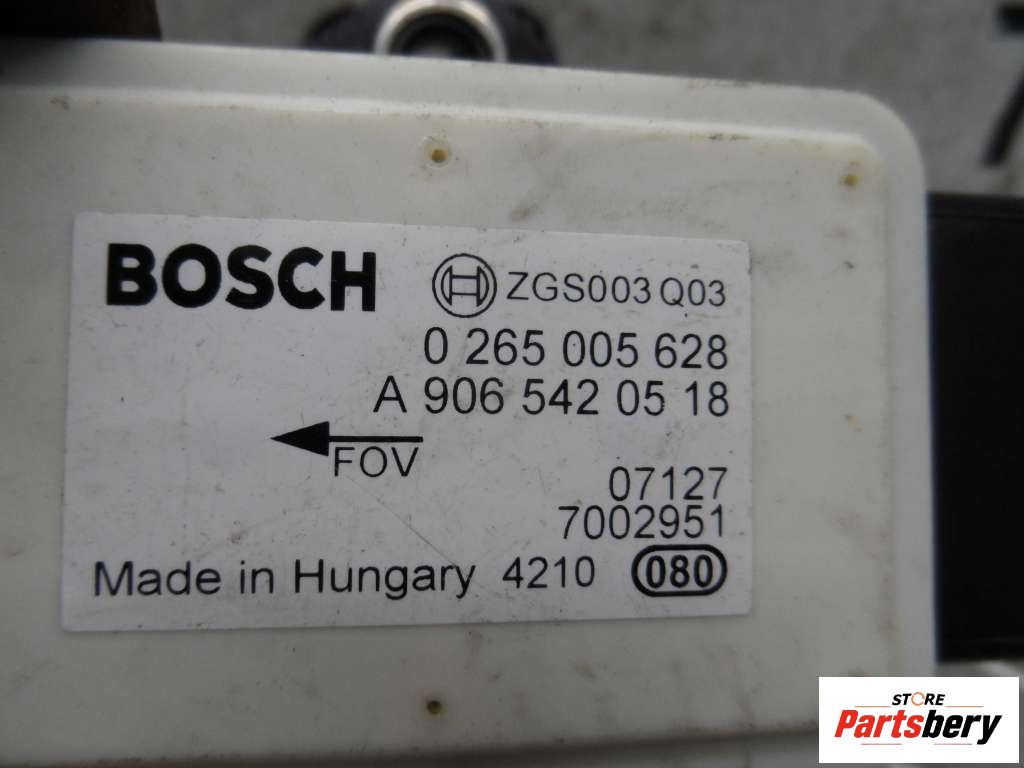 BOSCH ZGS003 Q03
0 265 005 628
A 906 542 05 18
FOV
07127
7002951
Made in Hungary 4210 080
STORE
Partsbery